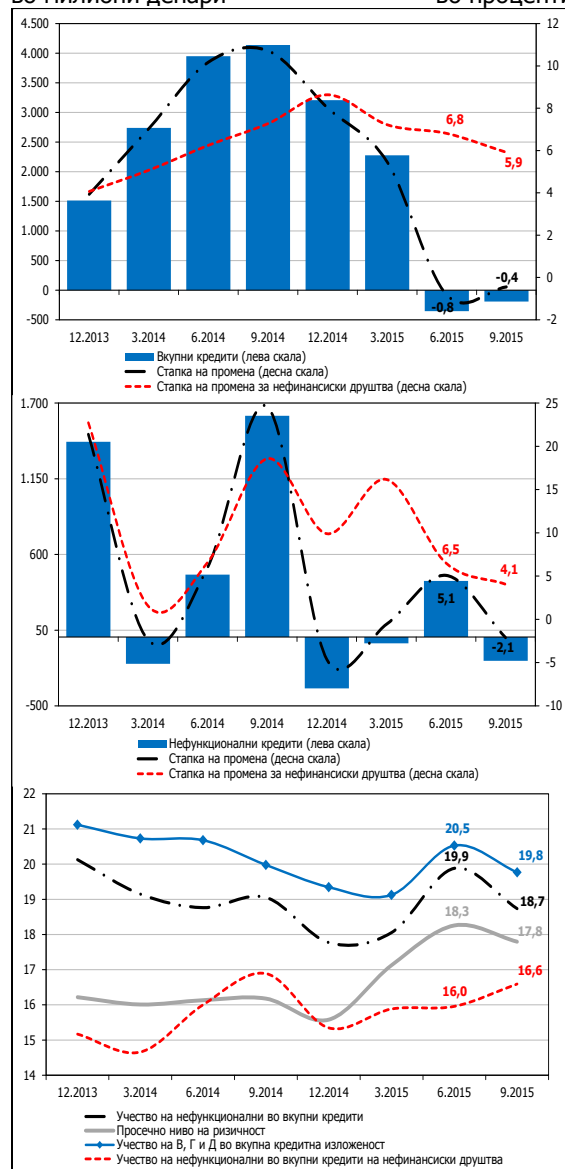 во милиони денари во проценти
4.500 12
4.000 10
3.500
3.000 8
2.500 6,8
2.000 6
5,9
1.500 4
1.000 2
500
-0,4 0
0
-0,8
-500 -2
12.2013 3.2014 6.2014 9.2014 12.2014 3.2015 6.2015 9.2015
Вкупни кредити (лева скала)
Стапка на промена (десна скала)
Стапка на промена за нефинансиски друштва (десна скала)
1.700 25
20
1.150 15
10
600 6,5 4,1
5
5,1
50 0
-2,1
-5
-500 -10
12.2013 3.2014 6.2014 9.2014 12.2014 3.2015 6.2015 9.2015
Нефункционални кредити (лева скала)
Стапка на промена (десна скала)
Стапка на промена за нефинансиски друштва (десна скала)
22
21 20,5
19,8
20 19,9
19 18,7
18,3
18 17,8
17 16,6
16 16,0
15
14
12.2013 3.2014 6.2014 9.2014 12.2014 3.2015 6.2015 9.2015
Учество на нефункционални во вкупни кредити
Просечно ниво на ризичност
Учество на В, Г и Д во вкупна кредитна изложеност
Учество на нефункционални во вкупни кредити на нефинансиски друштва